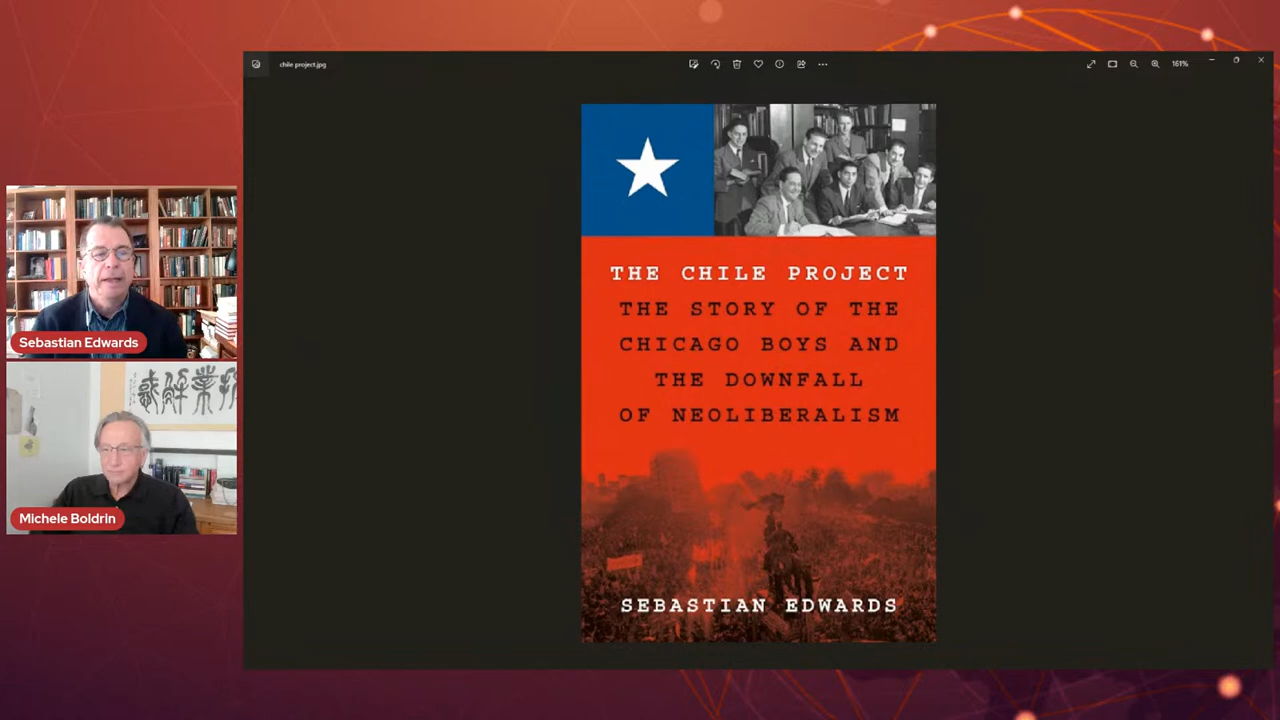 chile project.jpg
161%
THE CHILE PROJECT
THE STORY OF THE
CHICAGO BOYS AND
THE DOWNFALL
OF NEOLIBERALISM
SEBASTIAN EDWARDS
Sebastian Edwards
Michele Boldrin